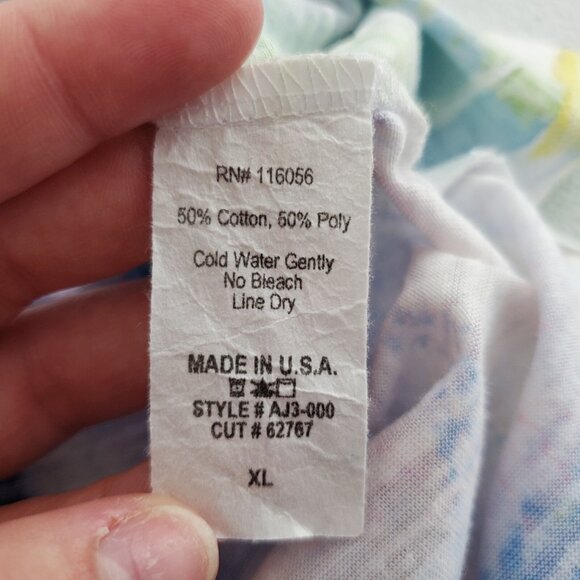 RN# 116056
50% Cotton, 50% Poly
Cold Water Gently
No Bleach
Line Dry
MADE IN U.S.A.
STYLE # AJ3-000
CUT # 62767
XL